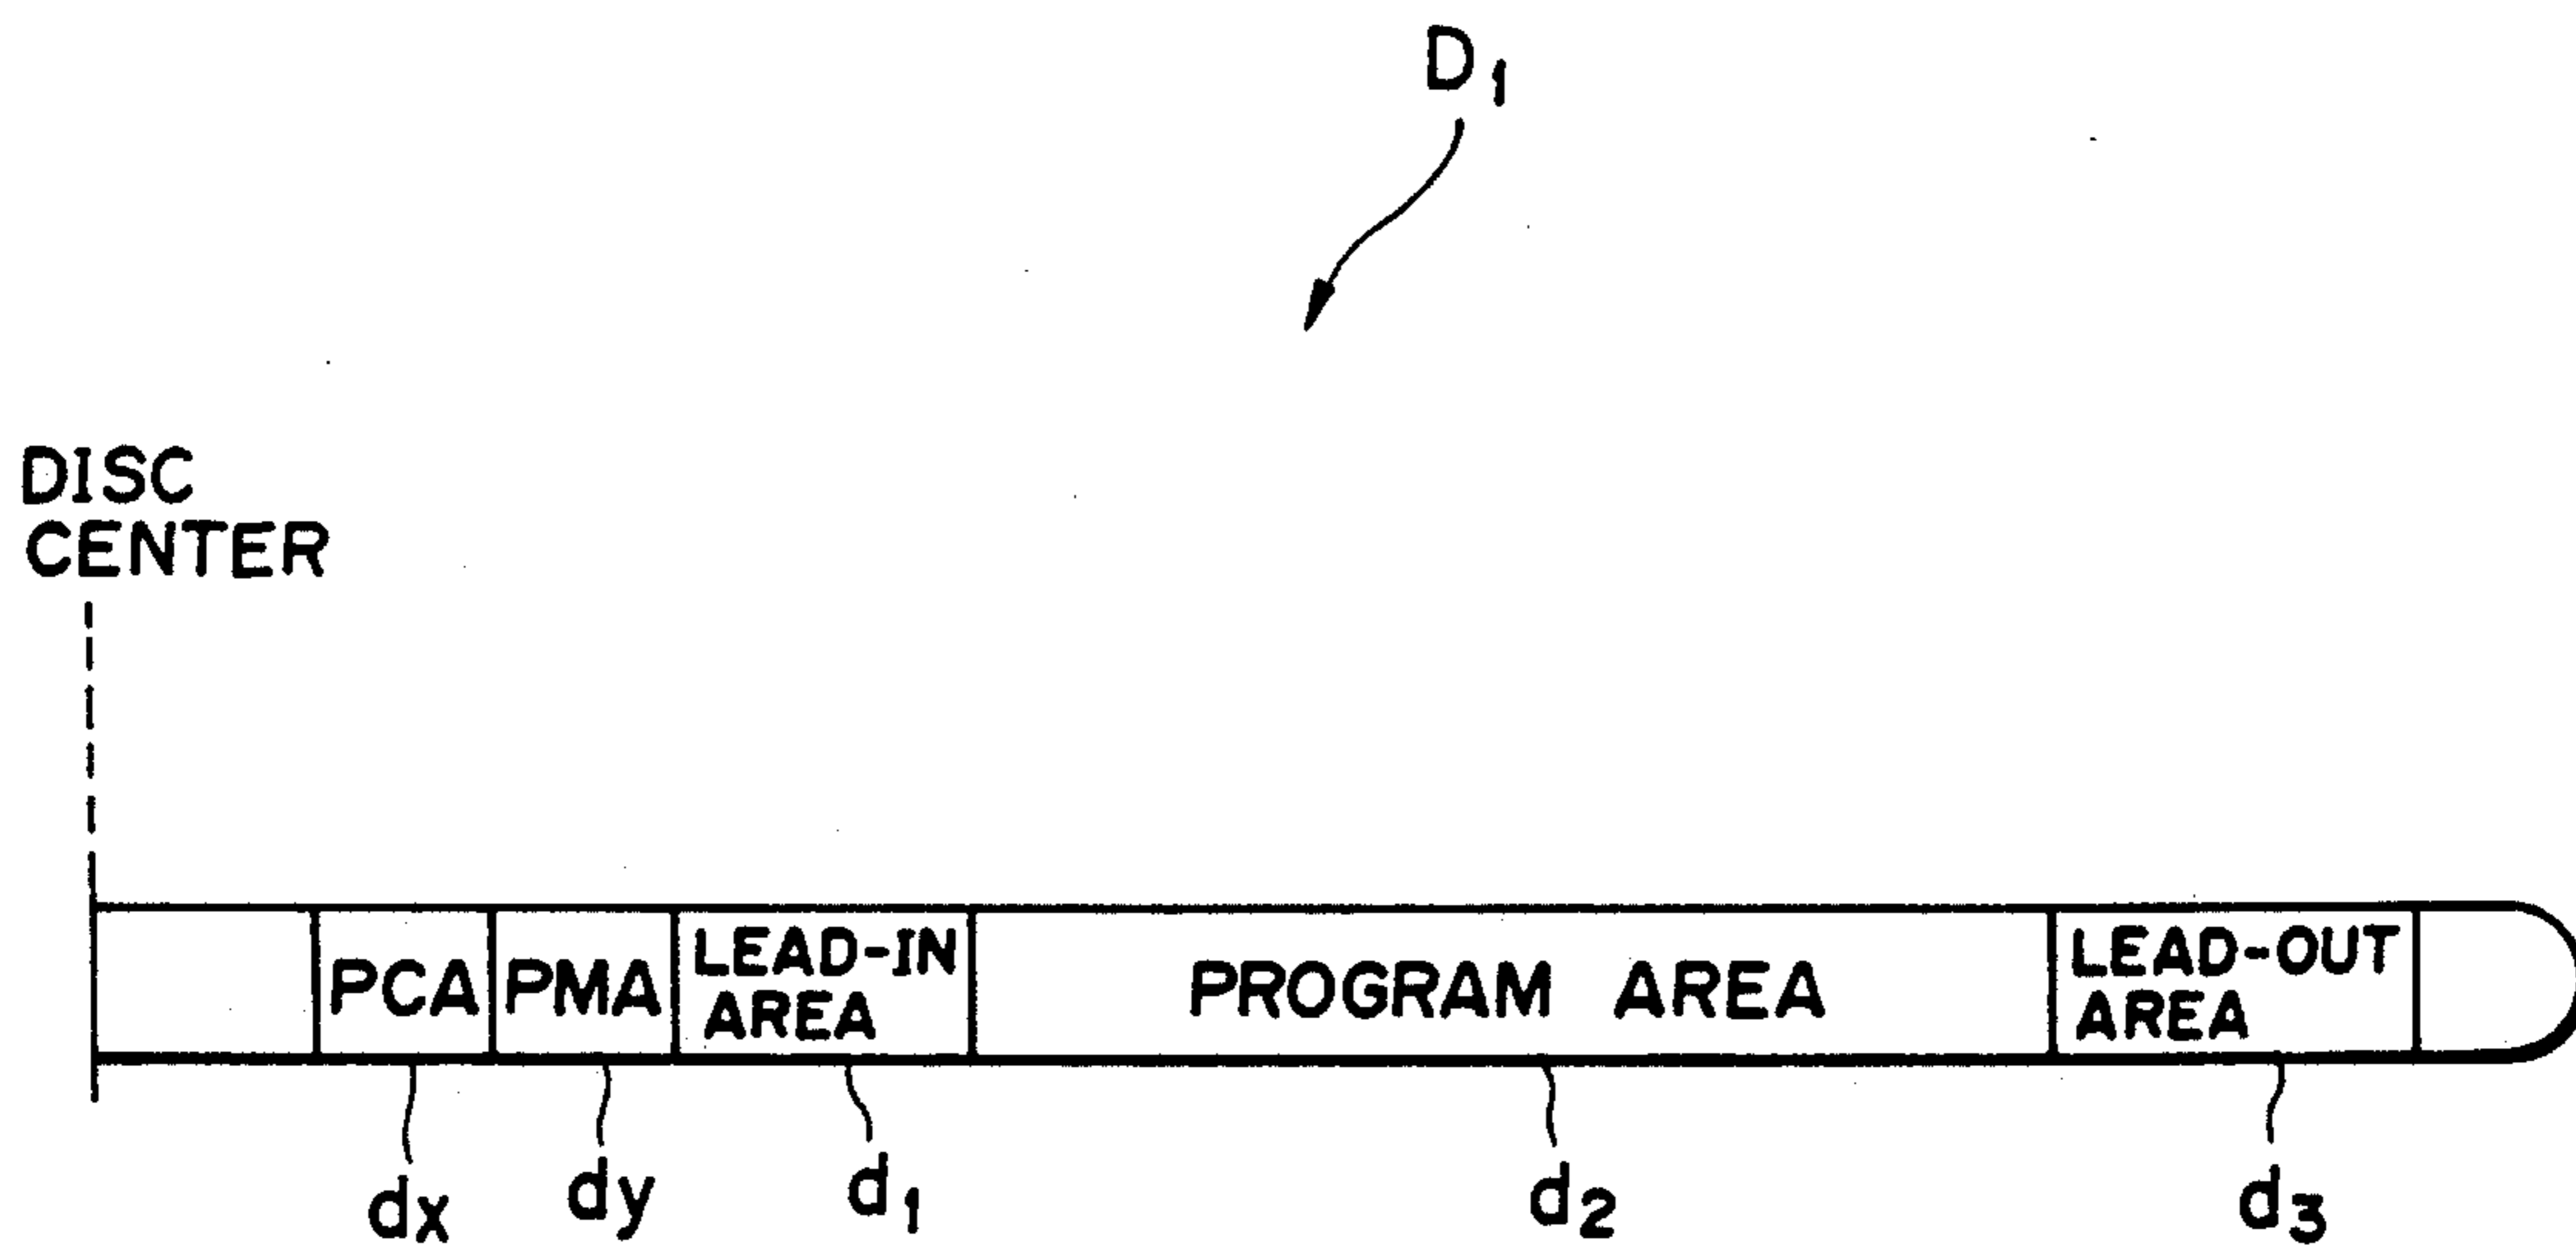 D1
DISC
CENTER
PCA PMA LEAD-IN AREA PROGRAM AREA LEAD-OUT AREA
dx dy d1 d2 d3